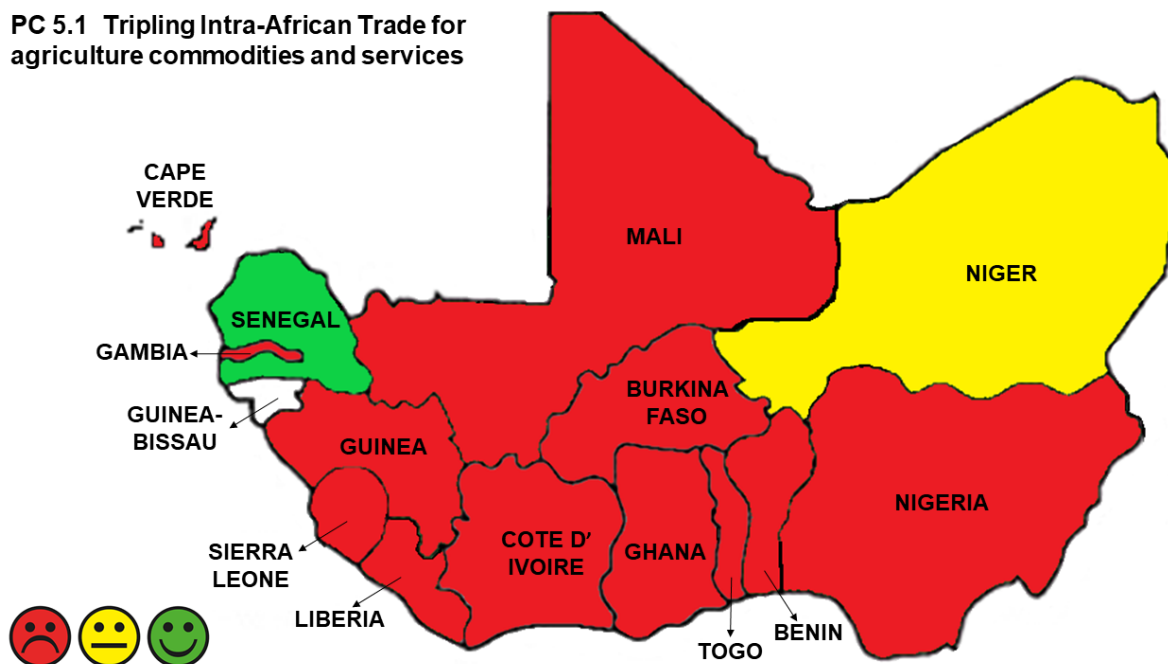 PC 5.1 Tripling Intra-African Trade for
agriculture commodities and services
CAPE
VERDE
MALI
NIGER
SENEGAL
GAMBIA
BURKINA
FASO
GUINEA-
BISSAU
GUINEA
NIGERIA
SIERRA
LEONE
COTE D'
IVOIRE
GHANA
LIBERIA
BENIN
TOGO